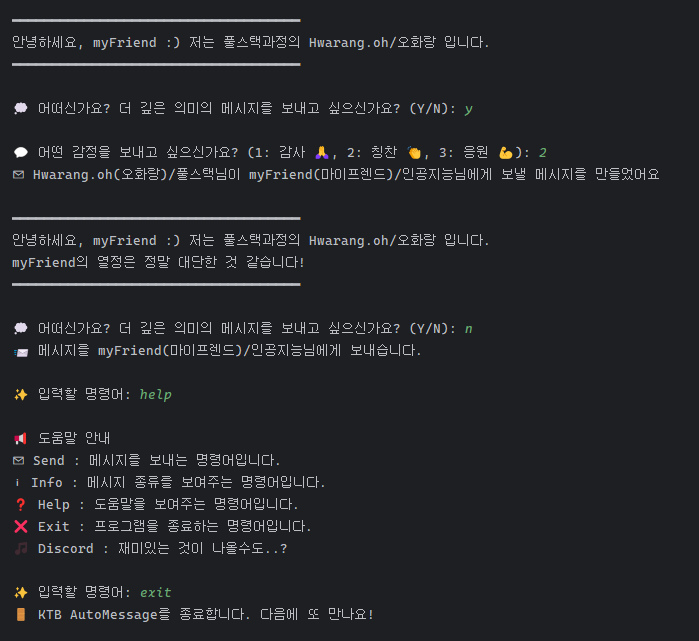 안녕하세요, myFriend :) 저는 풀스택과정의 Hwarang.oh/오화랑 입니다.
💭 어떠신가요? 더 깊은 의미의 메시지를 보내고 싶으신가요? (Y/N): y
💬 어떤 감정을 보내고 싶으신가요? (1: 감사 🙏, 2: 칭찬 👏, 3: 응원 💪): 2
✉ Hwarang.oh(오화랑)/풀스택님이 myFriend(마이프렌드)/인공지능님에게 보낼 메시지를 만들었어요
안녕하세요, myFriend :) 저는 풀스택과정의 Hwarang.oh/오화랑 입니다.
myFriend의 열정은 정말 대단한 것 같습니다!
💭 어떠신가요? 더 깊은 의미의 메시지를 보내고 싶으신가요? (Y/N): n
📨 메시지를 myFriend(마이프렌드)/인공지능님에게 보내습니다.
✨ 입력할 명령어: help
📢 도움말 안내
✉ Send : 메시지를 보내는 명령어입니다.
ℹ Info : 메시지 종류를 보여주는 명령어입니다.
❓ Help : 도움말을 보여주는 명령어입니다.
❌ Exit : 프로그램을 종료하는 명령어입니다.
🎵 Discord : 재미있는 것이 나올수도..?
✨ 입력할 명령어: exit
🚪 KTB AutoMessage를 종료합니다. 다음에 또 만나요!